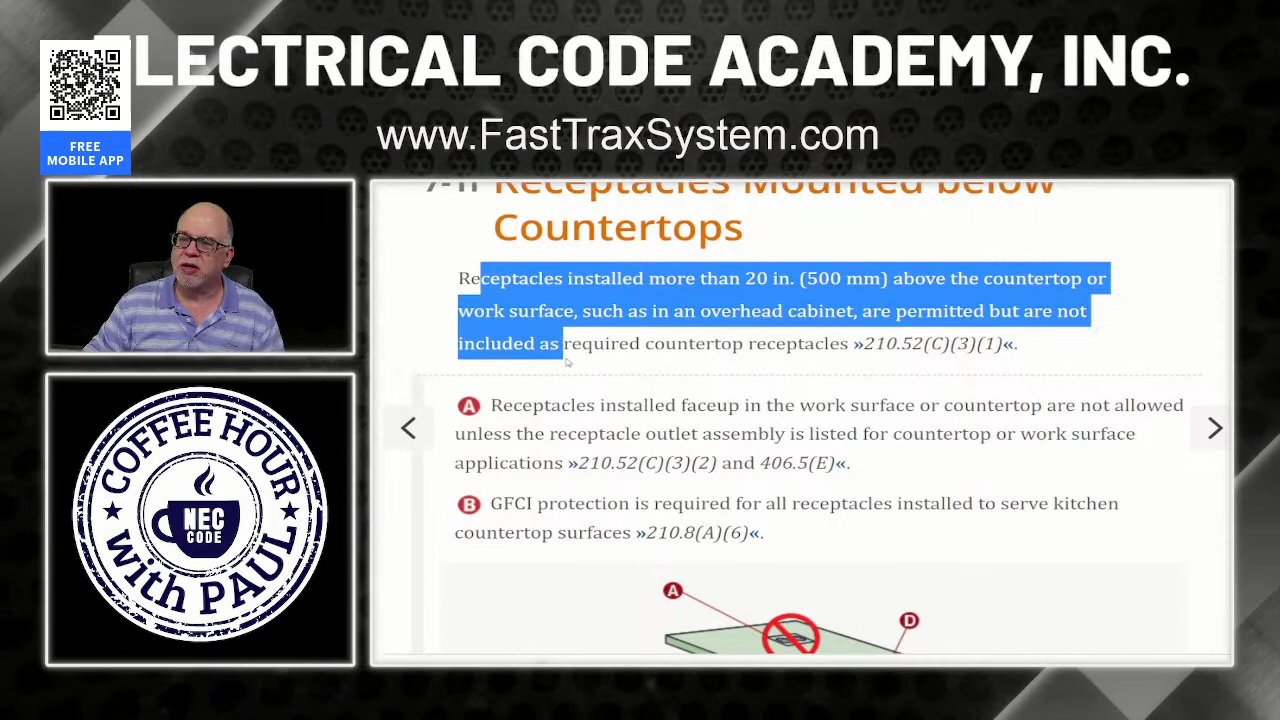 ELECTRICAL CODE ACADEMY, INC.
www.FastTraxSystem.com
FREE
MOBILE APP
7-11 Receptacles Mounted below
Countertops
Receptacles installed more than 20 in. (500 mm) above the countertop or
work surface, such as in an overhead cabinet, are permitted but are not
included as required countertop receptacles »210.52(C)(3)(1)«.
A Receptacles installed faceup in the work surface or countertop are not allowed
unless the receptacle outlet assembly is listed for countertop or work surface
applications »210.52(C)(3)(2) and 406.5(E)«.
B GFCI protection is required for all receptacles installed to serve kitchen
countertop surfaces »210.8(A)(6)«.
A
D
COFFEE HOUR
NEC
CODE
with PAUL